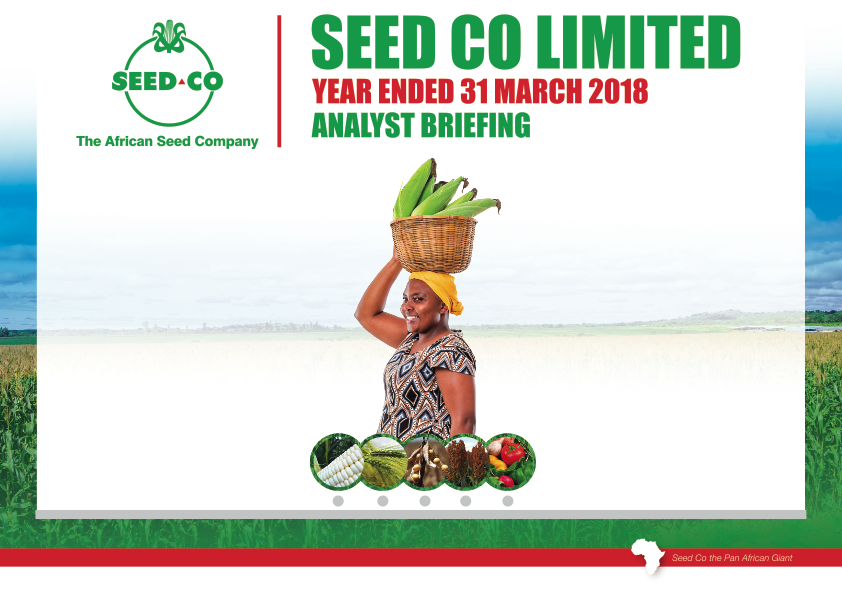 SEED CO
The African Seed Company
SEED CO LIMITED
YEAR ENDED 31 MARCH 2018
ANALYST BRIEFING
Seed Co the Pan African Giant